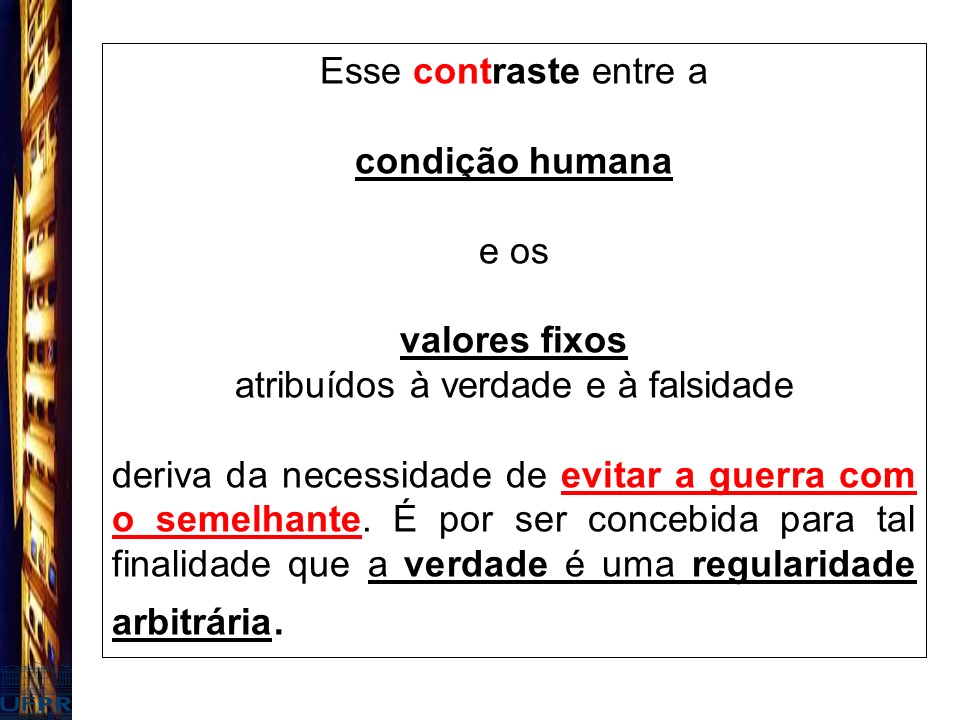 Esse contraste entre a
condição humana
e os
valores fixos
atribuídos à verdade e à falsidade
deriva da necessidade de evitar a guerra com
o semelhante. É por ser concebida para tal
finalidade que a verdade é uma regularidade
arbitrária.
UFPR